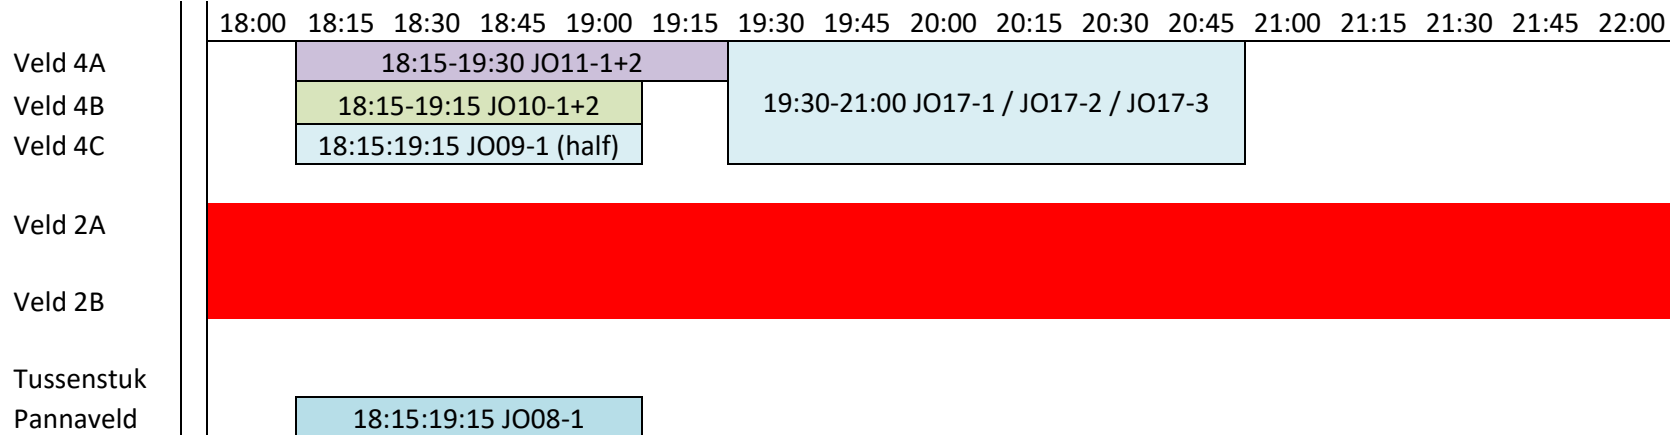 18:00 18:15 18:30 18:45 19:00 19:15 19:30 19:45 20:00 20:15 20:30 20:45 21:00 21:15 21:30 21:45 22:00
Veld 4A 18:15-19:30 JO11-1+2
Veld 4B 18:15-19:15 JO10-1+2 19:30-21:00 JO17-1 / JO17-2 / JO17-3
Veld 4C 18:15:19:15 JO09-1 (half)
Veld 2A
Veld 2B
Tussenstuk
Pannaveld 18:15:19:15 JO08-1